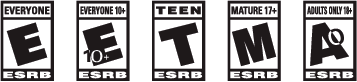 EVERYONE
E
ESRB
EVERYONE 10+
E
10+
ESRB
TEEN
T
ESRB
MATURE 17+
M
ESRB
ADULTS ONLY 18+
AO
ESRB